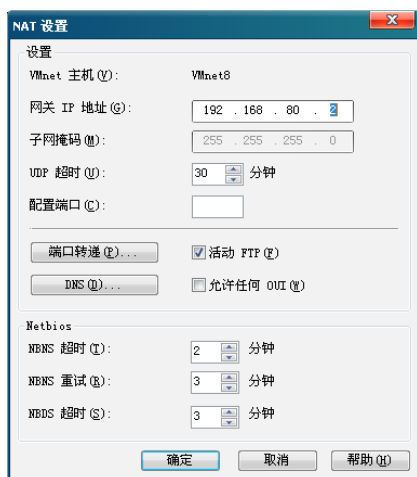 NAT 设置
设置
VMnet 主机(V): VMnet8
网关 IP 地址(G): 192 . 168 . 80 . 2
子网掩码(M): 255 . 255 . 255 . 0
UDP 超时(U): 30 分钟
配置端口(C):
端口转递(P)... 活动 FTP(F)
DNS(D)... 允许任何 OUI(W)
Netbios
NBNS 超时(T): 2 分钟
NBNS 重试(R): 3 分钟
NBDS 超时(S): 3 分钟
确定 取消 帮助(H)